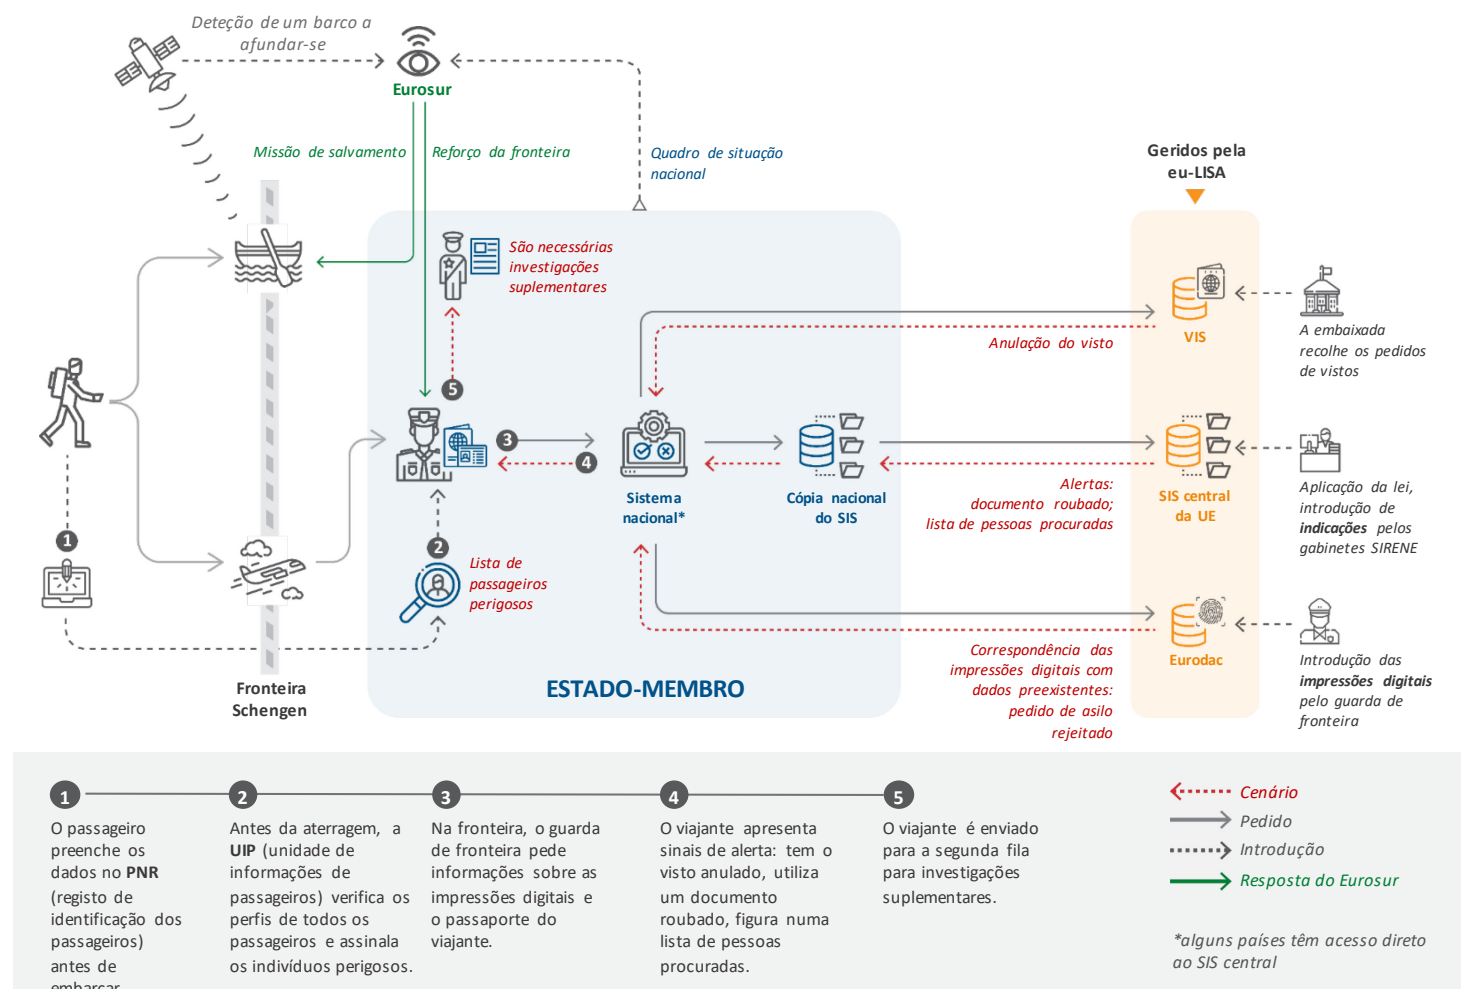 Deteção de um barco a
afundar-se
Eurosur
Missão de salvamento
Reforço da fronteira
Quadro de situação
nacional
Geridos pela
eu-LISA
São necessárias
investigações
suplementares
Anulação do visto
VIS
A embaixada
recolhe os pedidos
de vistos
5
3
4
Sistema
nacional*
Cópia nacional
do SIS
Alertas:
documento roubado;
lista de pessoas procuradas
SIS central
da UE
Aplicação da lei,
introdução de
indicações pelos
gabinetes SIRENE
1
2
Lista de
passageiros
perigosos
Correspondência das
impressões digitais com
dados preexistentes:
pedido de asilo
rejeitado
Eurodac
Introdução das
impressões digitais
pelo guarda de
fronteira
Fronteira
Schengen
ESTADO-MEMBRO
1
O passageiro
preenche os
dados no PNR
(registo de
identificação dos
passageiros)
antes de
embarcar
2
Antes da aterragem, a
UIP (unidade de
informações de
passageiros) verifica os
perfis de todos os
passageiros e assinala
os indivíduos perigosos.
3
Na fronteira, o guarda
de fronteira pede
informações sobre as
impressões digitais e
o passaporte do
viajante.
4
O viajante apresenta
sinais de alerta: tem o
visto anulado, utiliza
um documento
roubado, figura numa
lista de pessoas
procuradas.
5
O viajante é enviado
para a segunda fila
para investigações
suplementares.
Cenário
Pedido
Introdução
Resposta do Eurosur
*alguns países têm acesso direto
ao SIS central